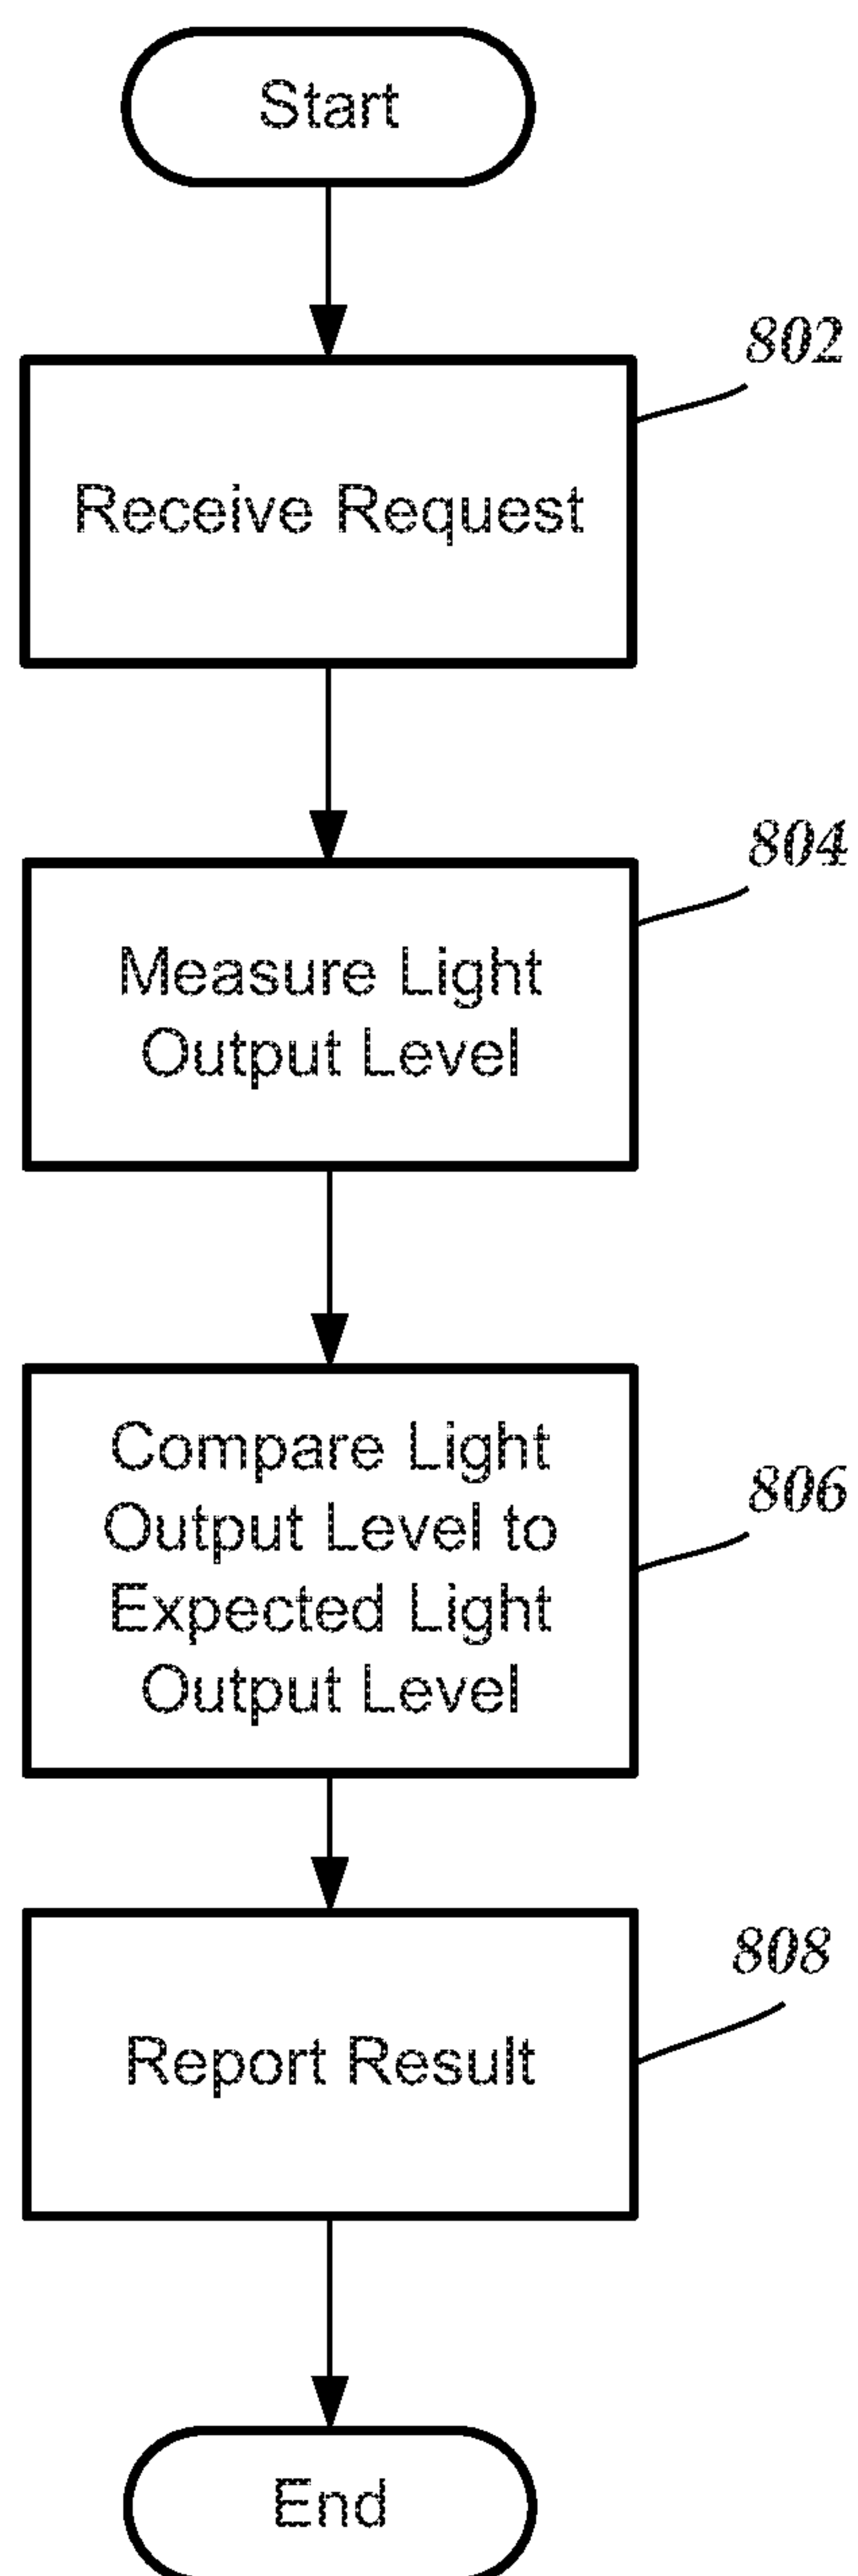 Start
802
Receive Request
804
Measure Light
Output Level
Compare Light
Output Level to
806
Expected Light
Output Level
808
Report Result
End